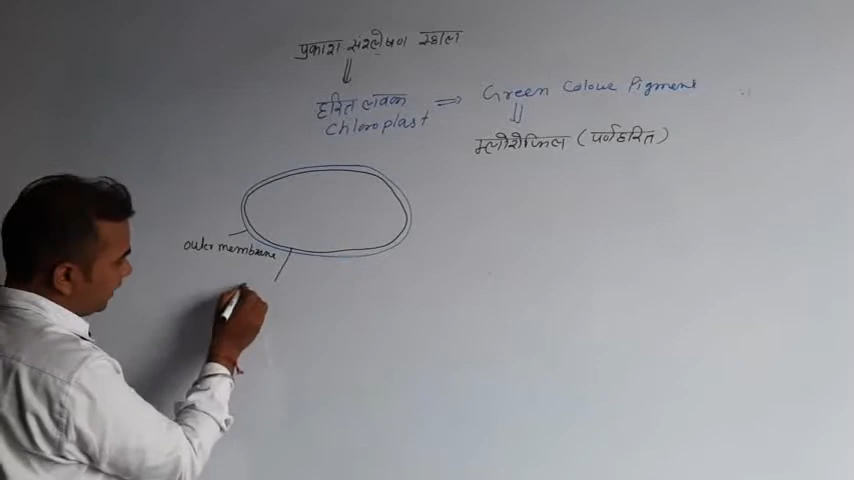 प्रकाश संश्लेषण स्थल
हरित लवक ⇒ Green Colour Pigment
Chloroplast
क्लोरोफिल (पर्णहरित)
outer membrane